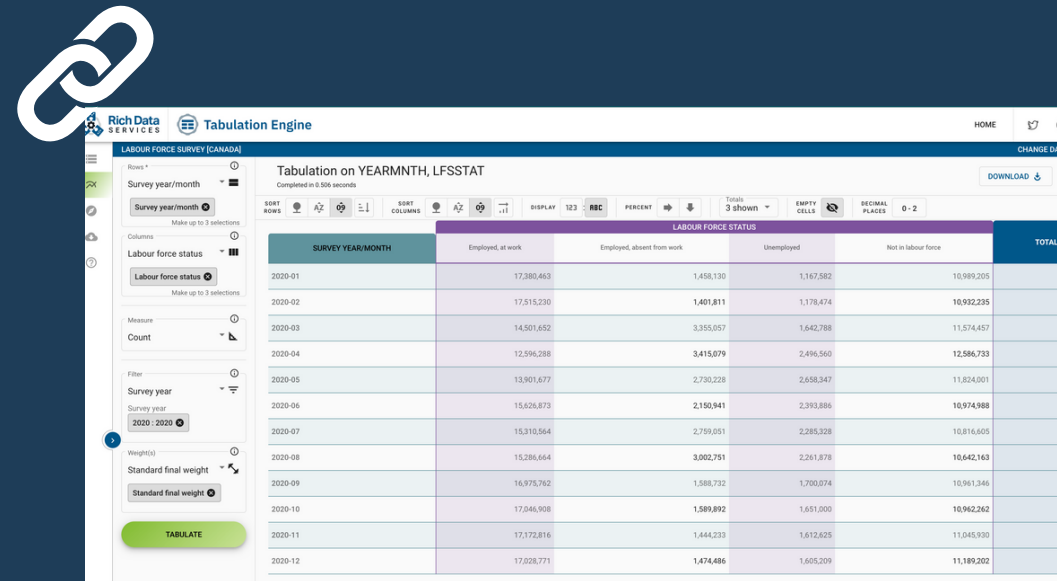 Rich Data
SERVICES
Tabulation Engine
HOME
LABOUR FORCE SURVEY [CANADA]
CHANGE DA
Rows *
Survey year/month
Survey year/month
Make up to 3 selections
Columns
Labour force status
Labour force status
Make up to 3 selections
Measure
Count
Filter
Survey year
Survey year
2020 : 2020
Weight(s)
Standard final weight
Standard final weight
TABULATE
Tabulation on YEARMNTH, LFSSTAT
Completed in 0.506 seconds
DOWNLOAD
SORT ROWS AZ 09 SORT COLUMNS AZ 09 DISPLAY 123 ABC PERCENT Totals 3 shown EMPTY CELLS DECIMAL PLACES 0 - 2
LABOUR FORCE STATUS
SURVEY YEAR/MONTH Employed, at work Employed, absent from work Unemployed Not in labour force TOTAL
2020-01 17,380,463 1,458,130 1,167,582 10,989,205
2020-02 17,515,230 1,401,811 1,178,474 10,932,235
2020-03 14,501,652 3,355,057 1,642,788 11,574,457
2020-04 12,596,288 3,415,079 2,496,560 12,586,733
2020-05 13,901,677 2,730,228 2,658,347 11,824,001
2020-06 15,626,873 2,150,941 2,393,886 10,974,988
2020-07 15,310,564 2,759,051 2,285,328 10,816,605
2020-08 15,286,664 3,002,751 2,261,878 10,642,163
2020-09 16,975,762 1,588,732 1,700,074 10,961,346
2020-10 17,046,908 1,589,892 1,651,000 10,962,262
2020-11 17,172,816 1,444,233 1,612,625 11,045,930
2020-12 17,028,771 1,474,486 1,605,209 11,189,202